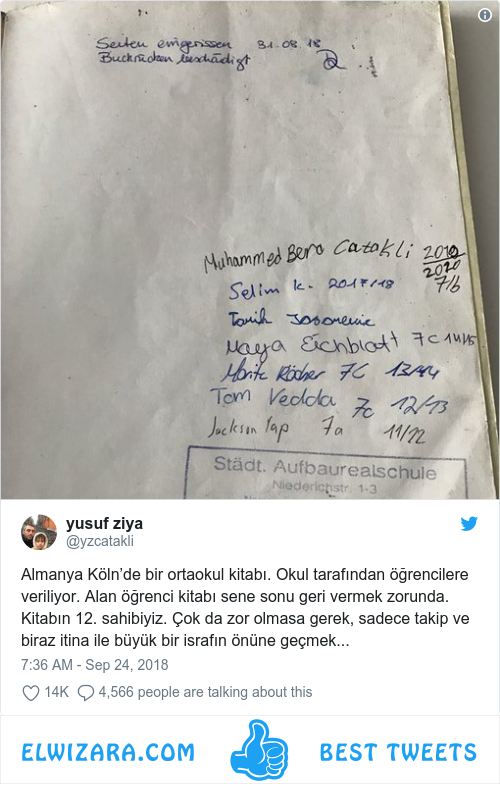 Seiten eingerissen 31.08.18
Buchrücken beschädigt
Muhammed Bera Catakli 2019
2020
7/b
Selim K. 2017/18
Tarik
Maya Eichblatt 7C 14/15
Moritz Röcher 7C 13/14
Tom Vedda 7c 12/13
Jackson Yap 7a 11/12
Städt. Aufbaurealschule
Niederichstr. 1-3
yusuf ziya
@yzcatakli
Almanya Köln’de bir ortaokul kitabı. Okul tarafından öğrencilere
veriliyor. Alan öğrenci kitabı sene sonu geri vermek zorunda.
Kitabın 12. sahibiyiz. Çok da zor olmasa gerek, sadece takip ve
biraz itina ile büyük bir israfın önüne geçmek...
7:36 AM - Sep 24, 2018
14K 4,566 people are talking about this
ELWIZARA.COM BEST TWEETS